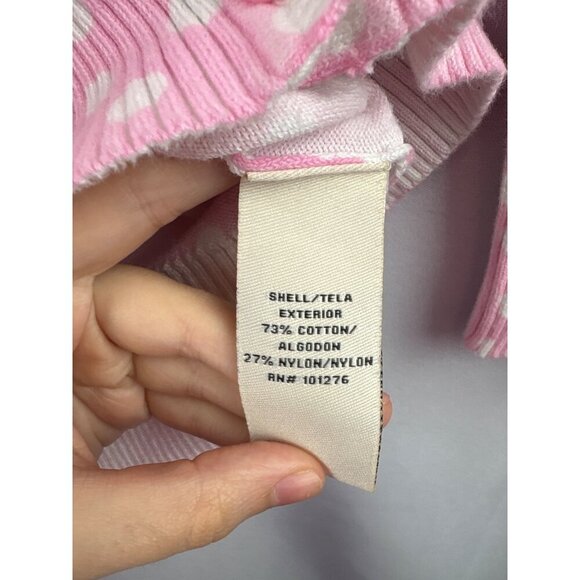 SHELL/TELA
EXTERIOR
73% COTTON/
ALGODON
27% NYLON/NYLON
RN# 101276